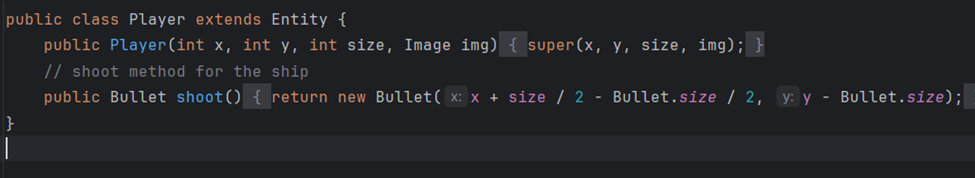 public class Player extends Entity {
    public Player(int x, int y, int size, Image img) { super(x, y, size, img); }
    // shoot method for the ship
    public Bullet shoot() { return new Bullet( x: x + size / 2 - Bullet.size / 2, y: y - Bullet.size);
}